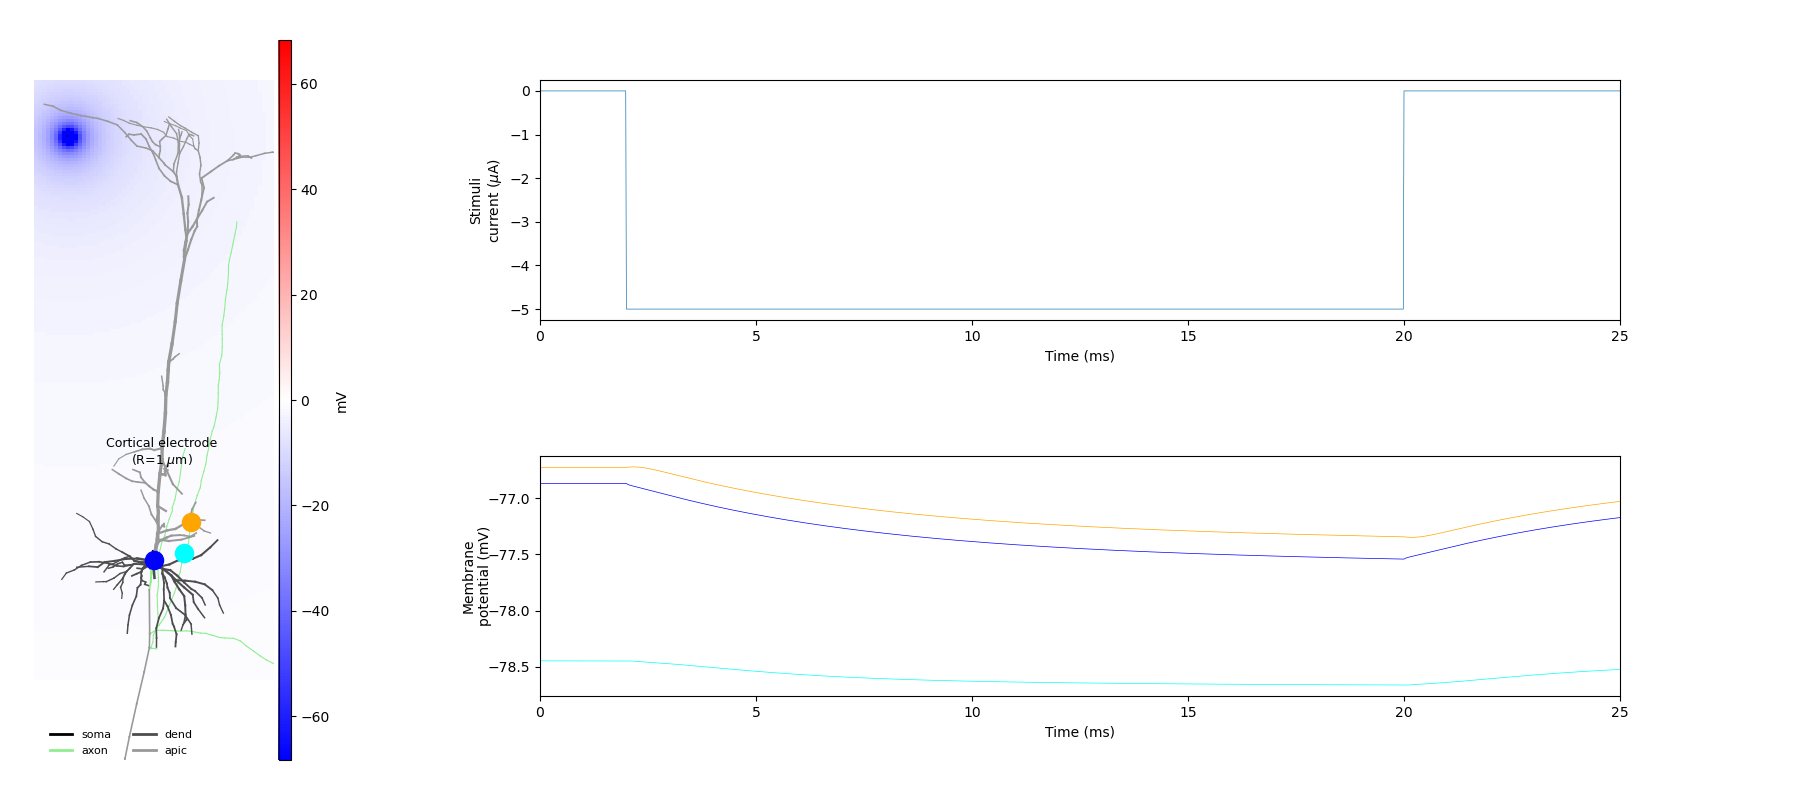 60
40
20
0
−20
−40
−60
mV
Cortical electrode
(R=1 μm)
soma
dend
axon
apic
0
−1
−2
−3
−4
−5
Stimuli
current (μA)
0 5 10 15 20 25
Time (ms)
−77.0
−77.5
−78.0
−78.5
Membrane
potential (mV)
0 5 10 15 20 25
Time (ms)